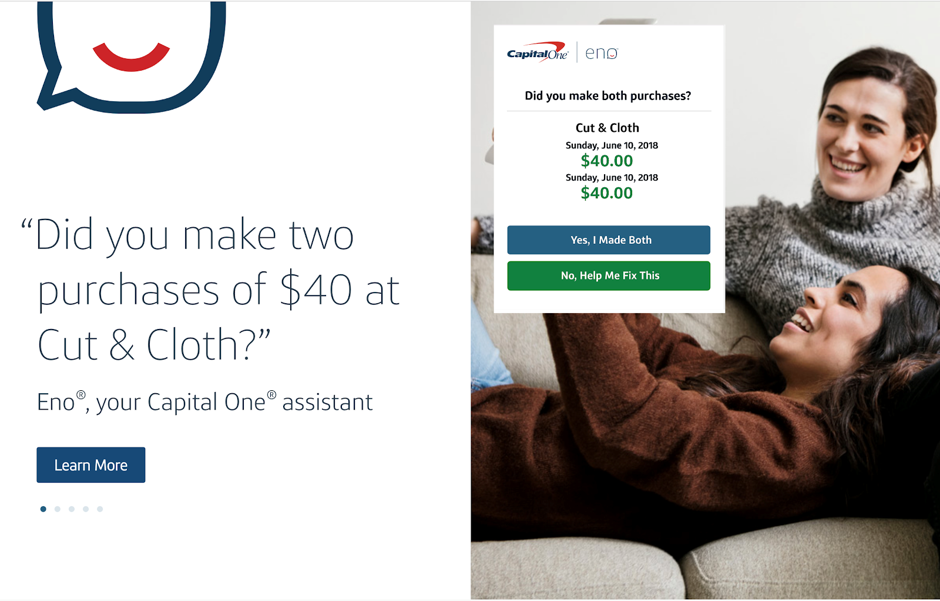 “Did you make two
purchases of $40 at
Cut & Cloth?”
Eno®, your Capital One® assistant
Learn More
Capital One | eno
Did you make both purchases?
Cut & Cloth
Sunday, June 10, 2018
$40.00
Sunday, June 10, 2018
$40.00
Yes, I Made Both
No, Help Me Fix This